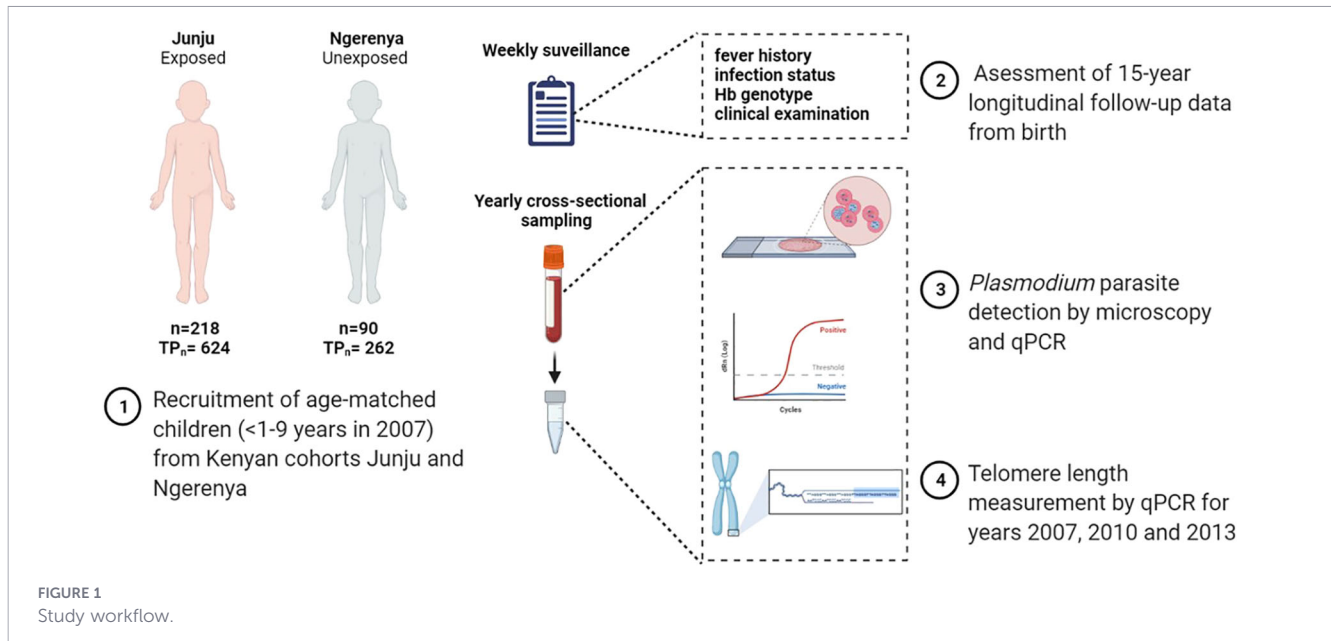 Junju
Exposed
Ngerenya
Unexposed
n=218
TPn= 624
n=90
TPn= 262
1
Recruitment of age-matched
children (<1-9 years in 2007)
from Kenyan cohorts Junju and
Ngerenya
Weekly suveillance
Yearly cross-sectional
sampling
fever history
infection status
Hb genotype
clinical examination
2
Asessment of 15-year
longitudinal follow-up data
from birth
dRn (Log)
Positive
Threshold
Negative
Cycles
3
Plasmodium parasite
detection by microscopy
and qPCR
4
Telomere length
measurement by qPCR for
years 2007, 2010 and 2013
FIGURE 1
Study workflow.